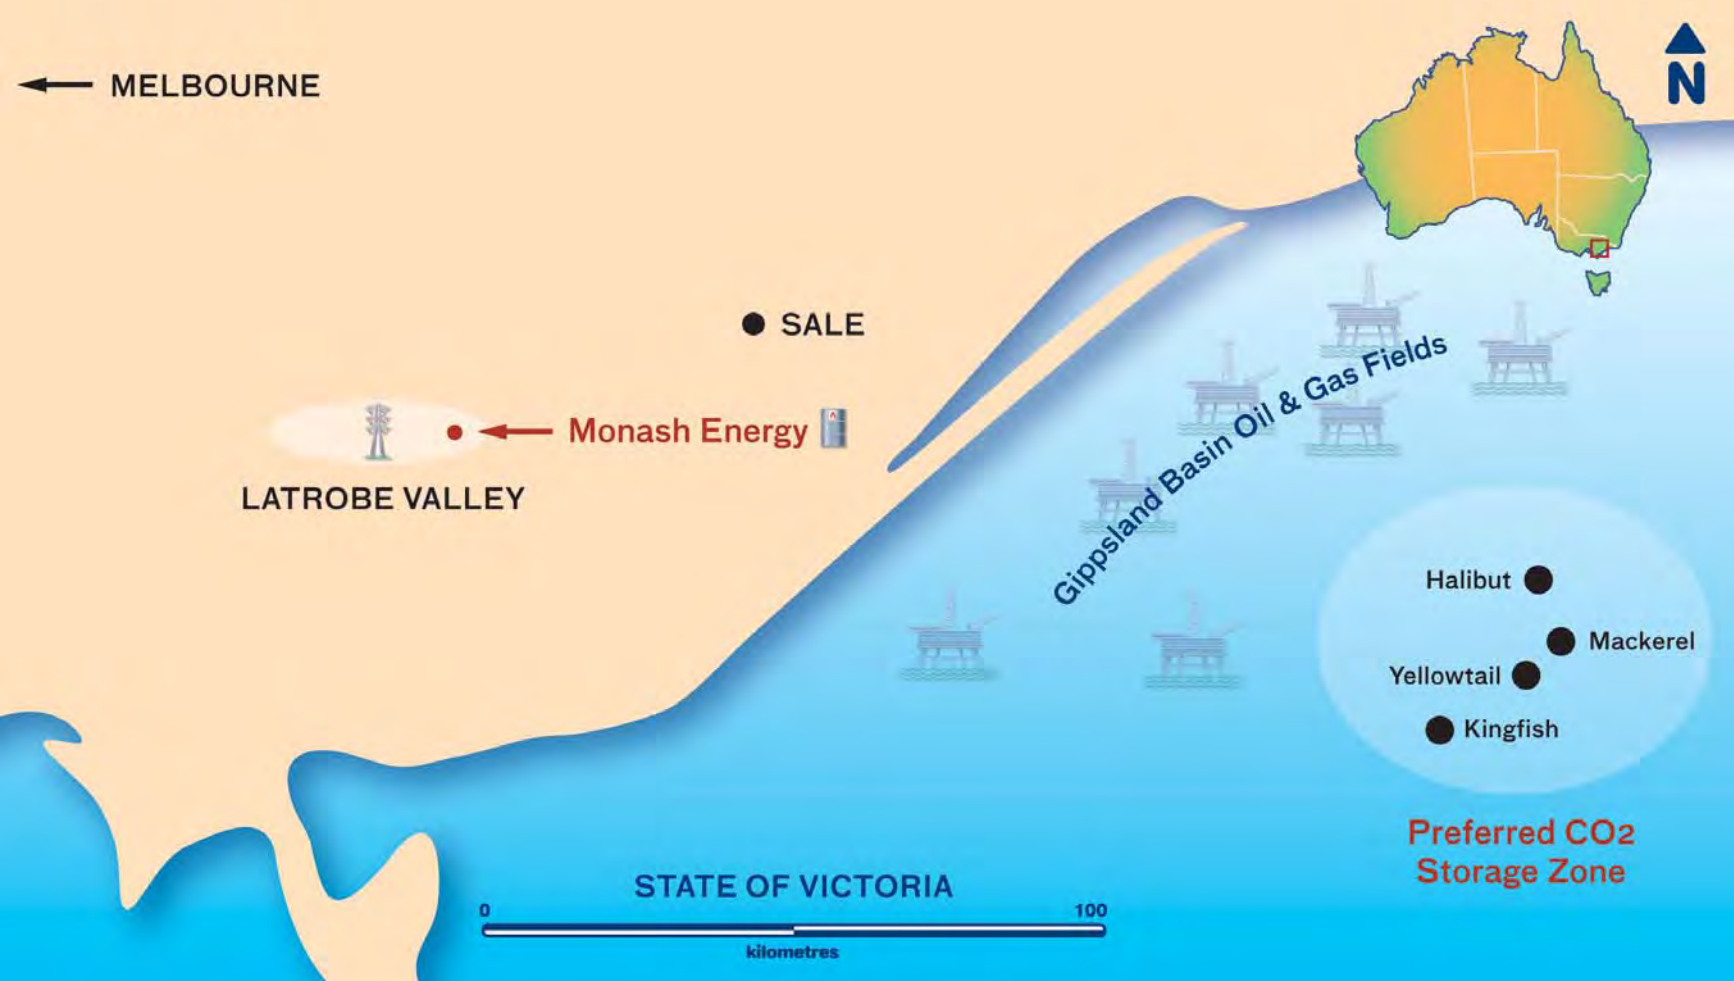 MELBOURNE
N
SALE
Monash Energy
LATROBE VALLEY
Gippsland Basin Oil & Gas Fields
Halibut
Mackerel
Yellowtail
Kingfish
Preferred CO2
Storage Zone
STATE OF VICTORIA
0 100
kilometres